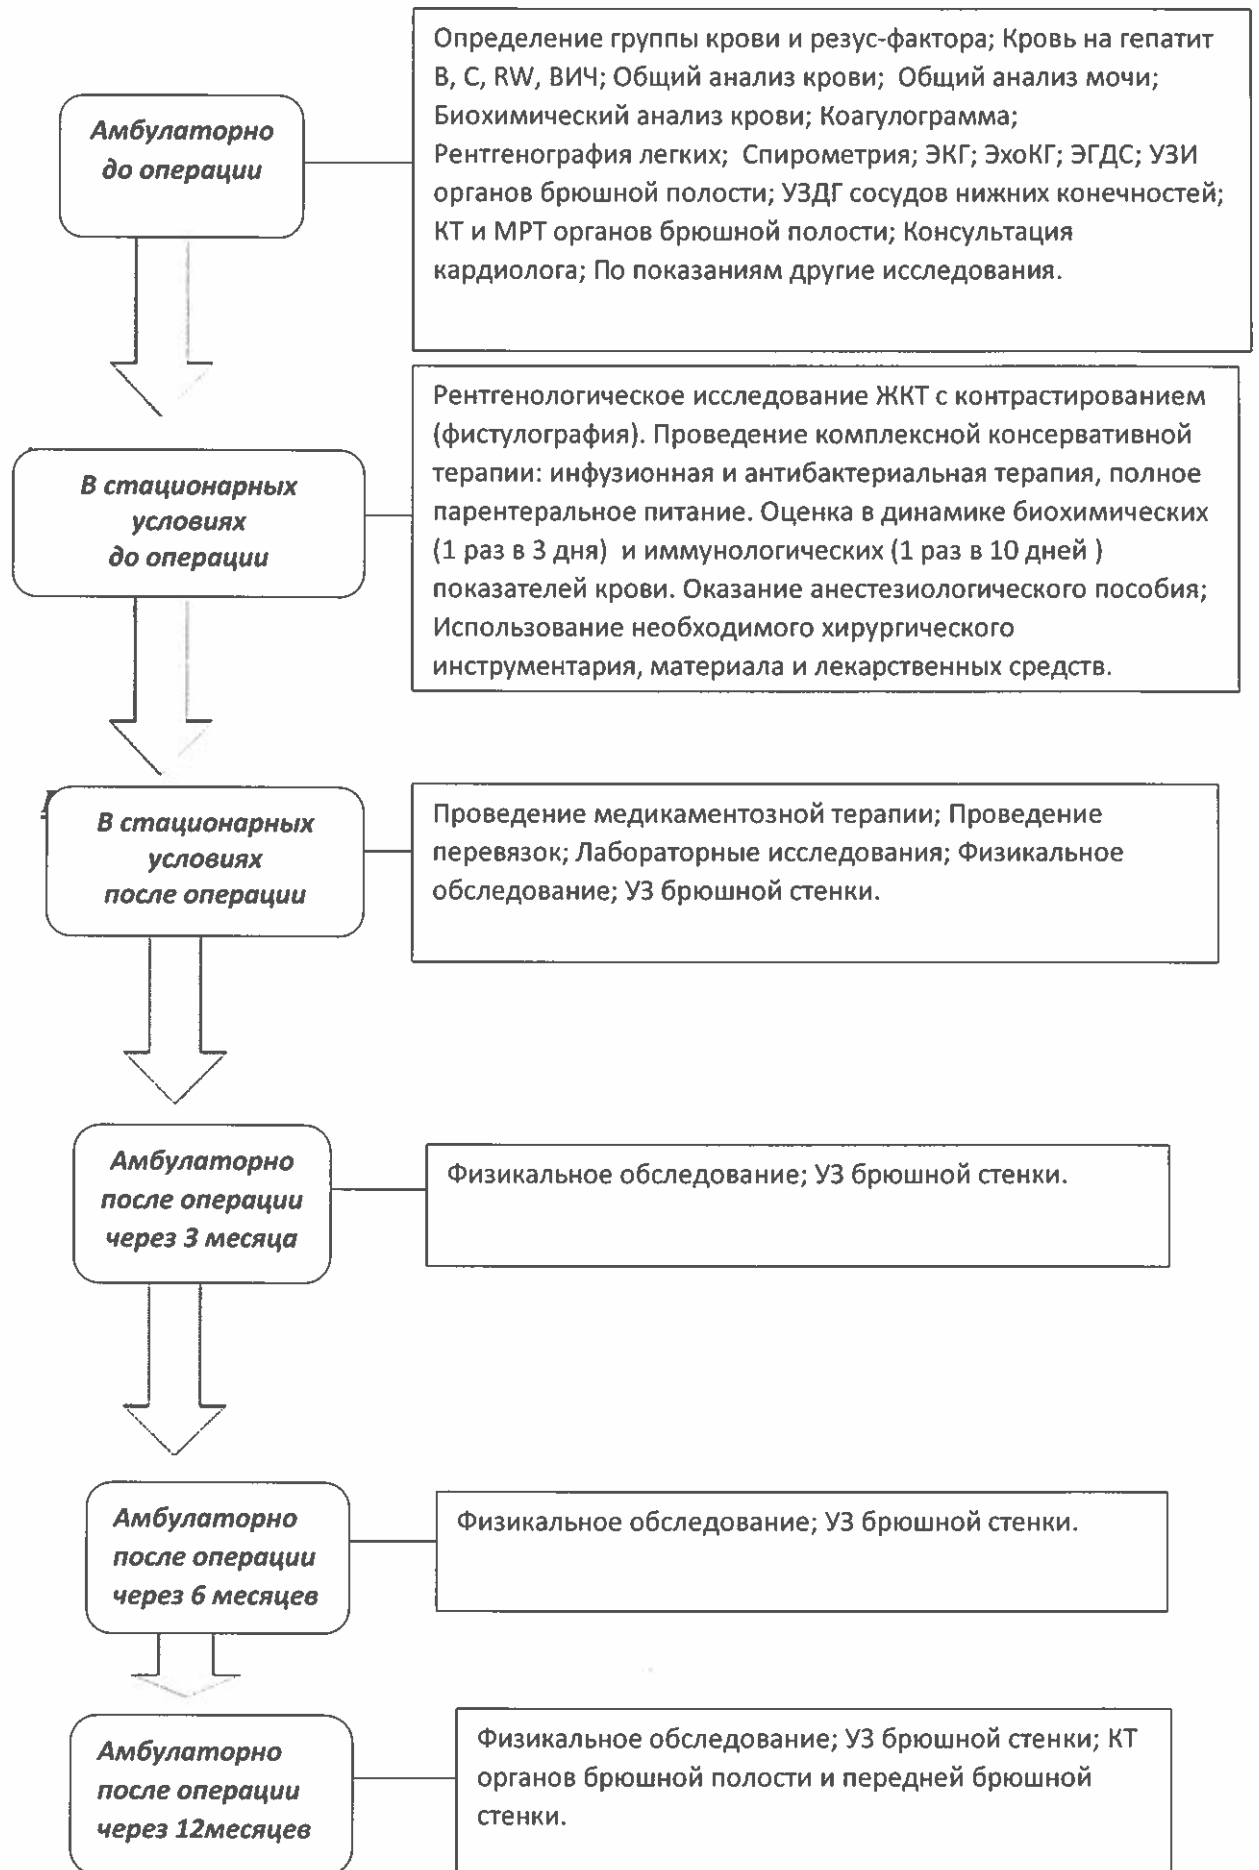 Амбулаторно
до операции
Определение группы крови и резус-фактора; Кровь на гепатит
В, С, RW, ВИЧ; Общий анализ крови; Общий анализ мочи;
Биохимический анализ крови; Коагулограмма;
Рентгенография легких; Спирометрия; ЭКГ; ЭхоКГ; ЭГДС; УЗИ
органов брюшной полости; УЗДГ сосудов нижних конечностей;
КТ и МРТ органов брюшной полости; Консультация
кардиолога; По показаниям другие исследования.
В стационарных
условиях
до операции
Рентгенологическое исследование ЖКТ с контрастированием
(фистулография). Проведение комплексной консервативной
терапии: инфузионная и антибактериальная терапия, полное
парентеральное питание. Оценка в динамике биохимических
(1 раз в 3 дня) и иммунологических (1 раз в 10 дней )
показателей крови. Оказание анестезиологического пособия;
Использование необходимого хирургического
инструментария, материала и лекарственных средств.
В стационарных
условиях
после операции
Проведение медикаментозной терапии; Проведение
перевязок; Лабораторные исследования; Физикальное
обследование; УЗ брюшной стенки.
Амбулаторно
после операции
через 3 месяца
Физикальное обследование; УЗ брюшной стенки.
Амбулаторно
после операции
через 6 месяцев
Физикальное обследование; УЗ брюшной стенки.
Амбулаторно
после операции
через 12месяцев
Физикальное обследование; УЗ брюшной стенки; КТ
органов брюшной полости и передней брюшной
стенки.